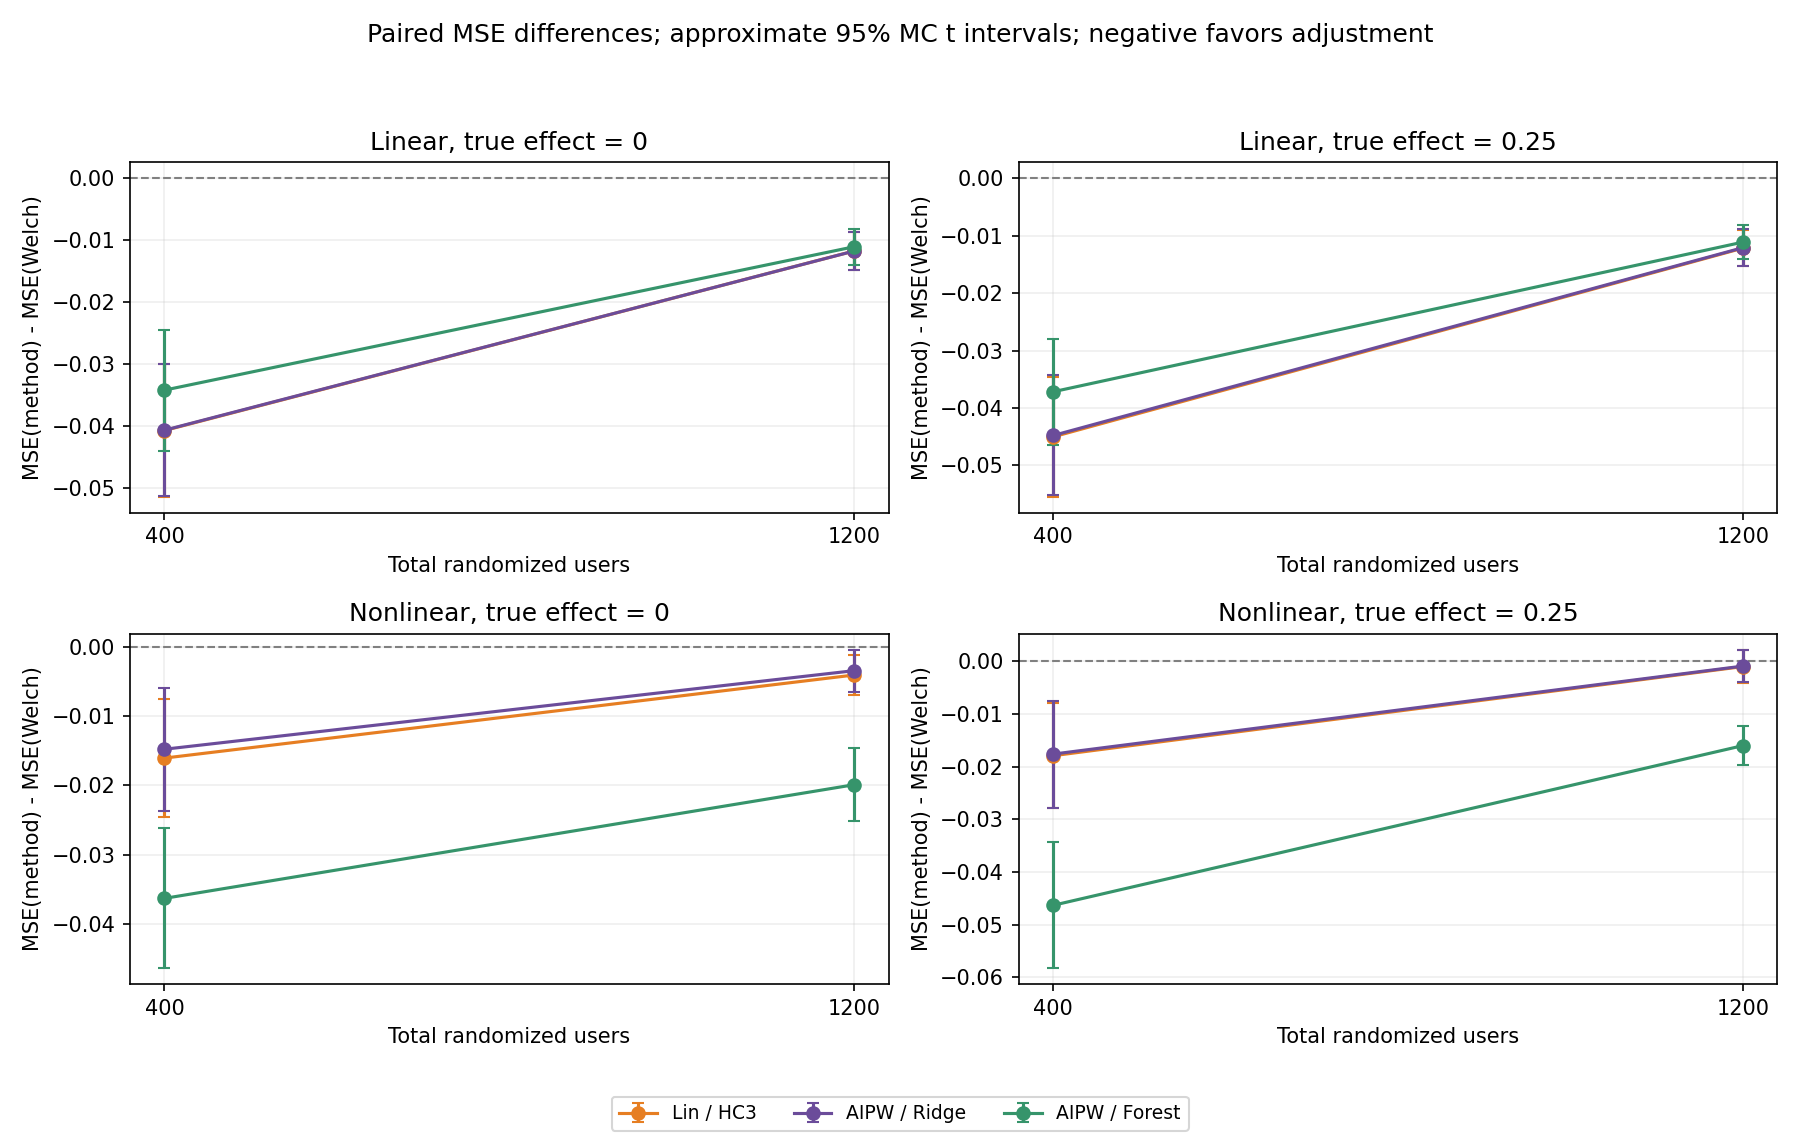 Paired MSE differences; approximate 95% MC t intervals; negative favors adjustment
Linear, true effect = 0
MSE(method) - MSE(Welch)
0.00
−0.01
−0.02
−0.03
−0.04
−0.05
400
1200
Total randomized users
Linear, true effect = 0.25
MSE(method) - MSE(Welch)
0.00
−0.01
−0.02
−0.03
−0.04
−0.05
400
1200
Total randomized users
Nonlinear, true effect = 0
MSE(method) - MSE(Welch)
0.00
−0.01
−0.02
−0.03
−0.04
400
1200
Total randomized users
Nonlinear, true effect = 0.25
MSE(method) - MSE(Welch)
0.00
−0.01
−0.02
−0.03
−0.04
−0.05
−0.06
400
1200
Total randomized users
Lin / HC3
AIPW / Ridge
AIPW / Forest